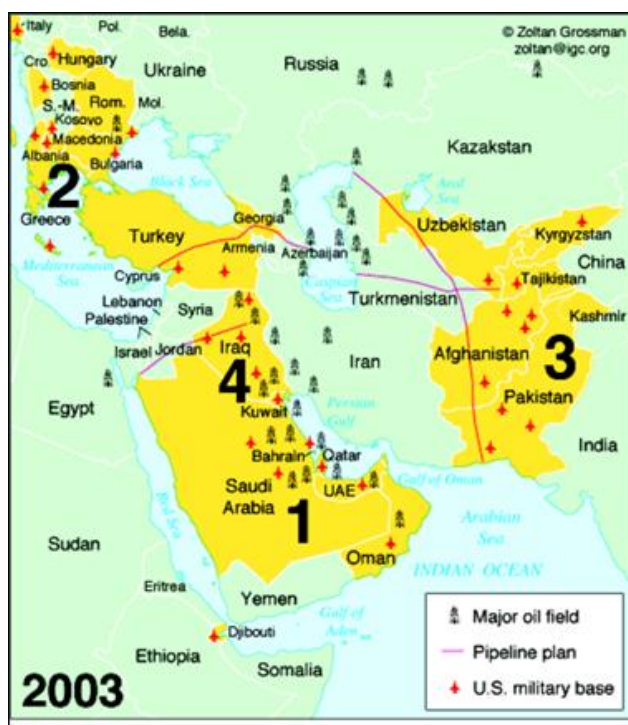 Italy
Pol.
Bela.
© Zoltan Grossman
zoltan@igc.org
Cro.
Hungary
Ukraine
Russia
Bosnia
S.-M.
Rom.
Mol.
Kosovo
Macedonia
Albania
Bulgaria
Kazakstan
2
Black Sea
Aral
Sea
Greece
Georgia
Uzbekistan
Kyrgyzstan
Turkey
Armenia
Azerbaijan
China
Mediterranean
Sea
Cyprus
Caspian
Sea
Turkmenistan
Tajikistan
Lebanon
Syria
Palestine
Kashmir
Israel
Jordan
Iraq
Iran
Afghanistan
3
4
Pakistan
Egypt
Kuwait
Persian
Gulf
India
Bahrain
Qatar
Gulf of Oman
Saudi
Arabia
UAE
1
Red Sea
Arabian
Sea
Sudan
Oman
INDIAN OCEAN
Eritrea
Yemen
Major oil field
Gulf of
Aden
Djibouti
Pipeline plan
Ethiopia
Somalia
U.S. military base
2003